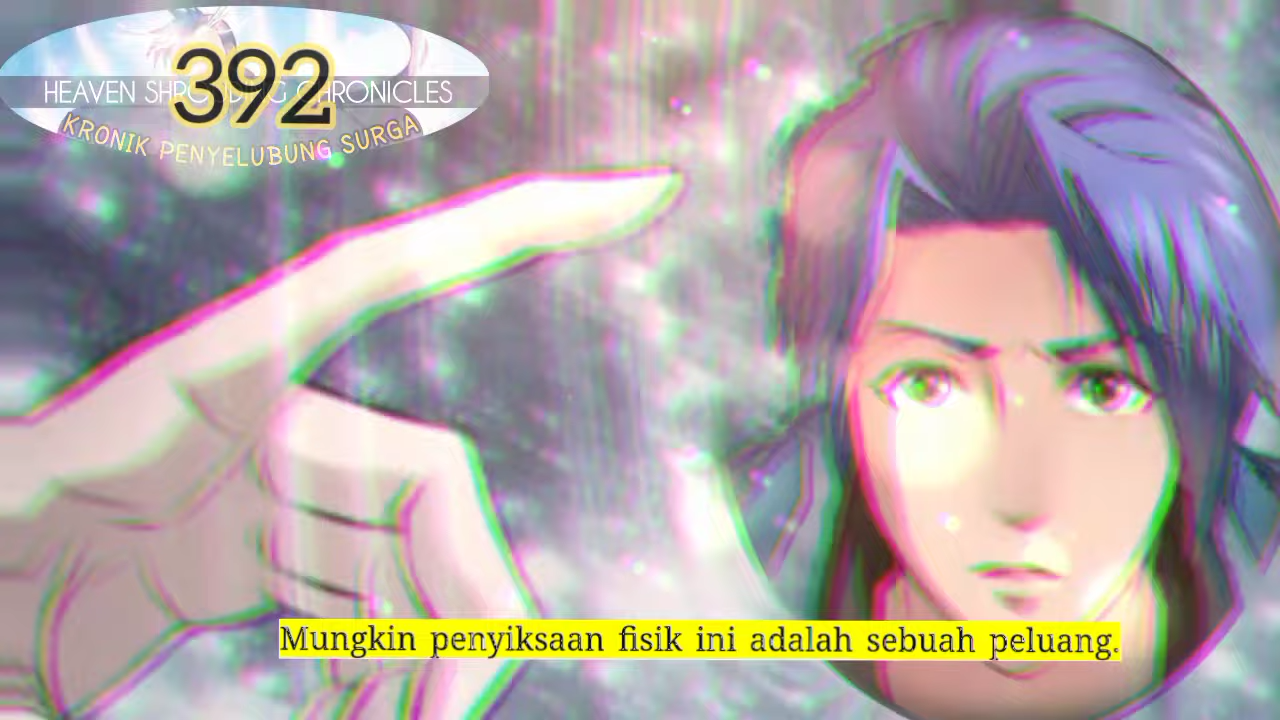 392
HEAVEN SHROUDING CHRONICLES
KRONIK PENYELUBUNG SURGA
Mungkin penyiksaan fisik ini adalah sebuah peluang.